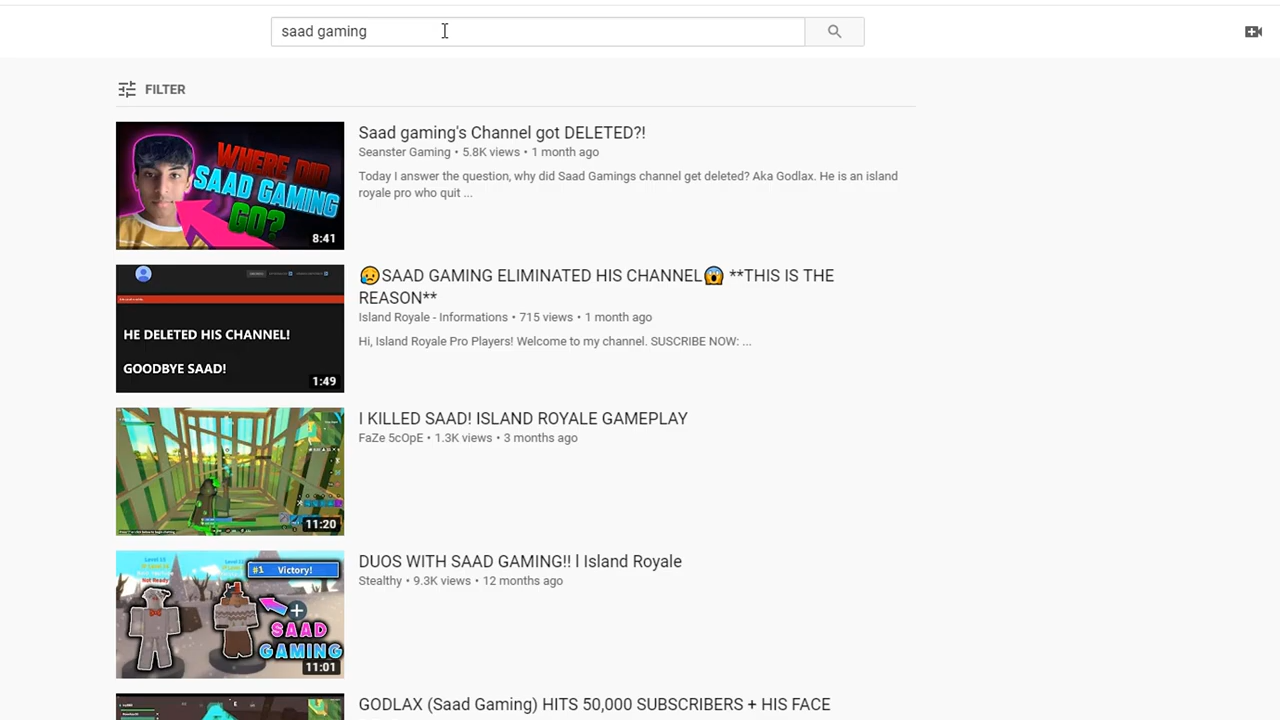 saad gaming
FILTER
WHERE DID
SAAD GAMING
GO?
8:41
Saad gaming's Channel got DELETED?!
Seanster Gaming • 5.8K views • 1 month ago
Today I answer the question, why did Saad Gamings channel get deleted? Aka Godlax. He is an island
royale pro who quit ...
HE DELETED HIS CHANNEL!
GOODBYE SAAD!
1:49
😥SAAD GAMING ELIMINATED HIS CHANNEL😱 **THIS IS THE
REASON**
Island Royale - Informations • 715 views • 1 month ago
Hi, Island Royale Pro Players! Welcome to my channel. SUSCRIBE NOW: ...
11:20
I KILLED SAAD! ISLAND ROYALE GAMEPLAY
FaZe 5cOpE • 1.3K views • 3 months ago
#1 Victory!
Not Ready
SAAD
GAMING
11:01
DUOS WITH SAAD GAMING!! l Island Royale
Stealthy • 9.3K views • 12 months ago
GODLAX (Saad Gaming) HITS 50,000 SUBSCRIBERS + HIS FACE